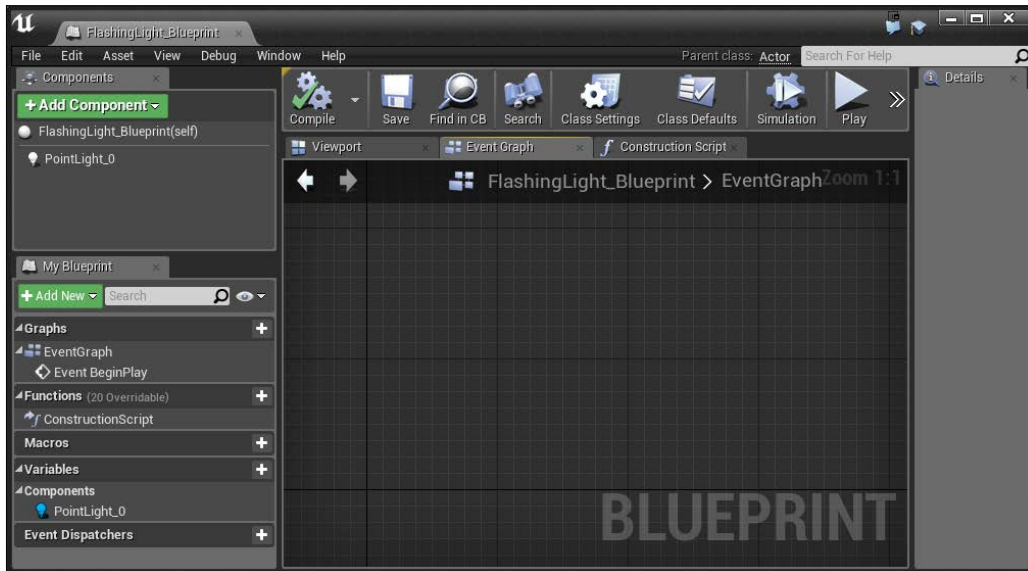 FlashingLight_Blueprint
File Edit Asset View Debug Window Help Parent class: Actor Search For Help
Components
+Add Component
FlashingLight_Blueprint(self)
PointLight_0
Compile Save Find in CB Search Class Settings Class Defaults Simulation Play
Details
Viewport Event Graph f Construction Script
FlashingLight_Blueprint > EventGraph Zoom 1:1
My Blueprint
+Add New Search
Graphs
EventGraph
Event BeginPlay
Functions (20 Overridable)
f ConstructionScript
Macros
Variables
Components
PointLight_0
Event Dispatchers
BLUEPRINT